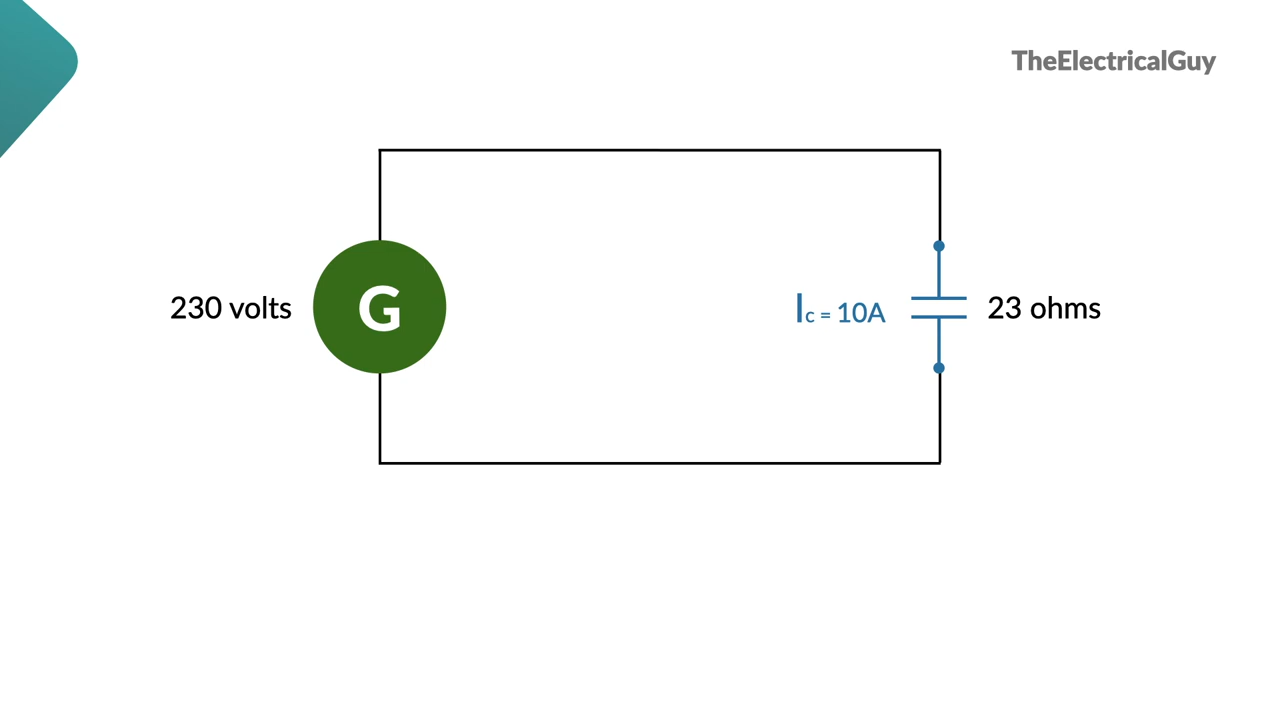 TheElectricalGuy
230 volts
G
Ic = 10A
23 ohms